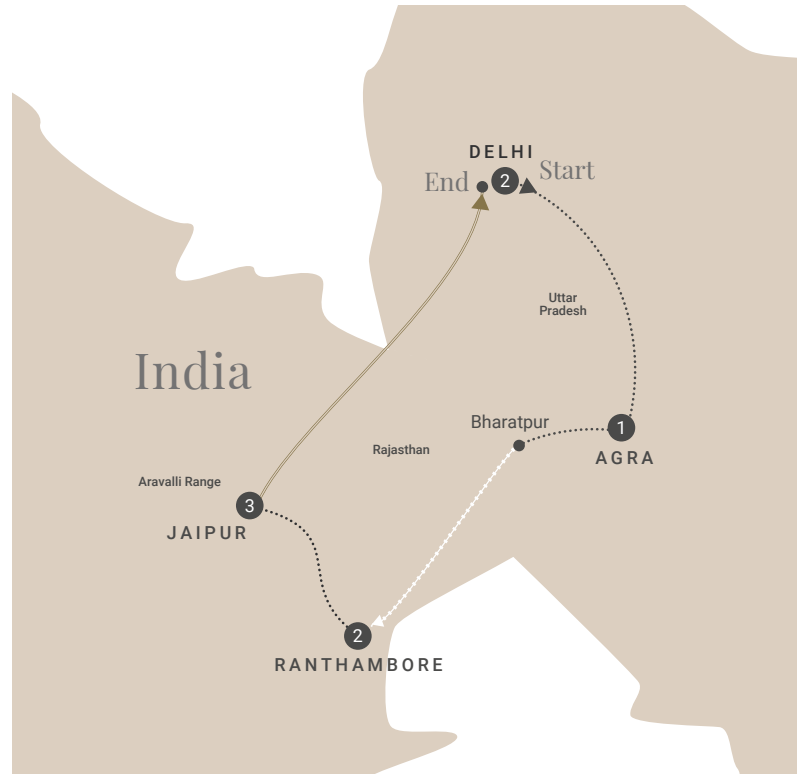 DELHI
End
2
Start
Uttar
Pradesh
India
Bharatpur
1
Rajasthan
AGRA
Aravalli Range
3
JAIPUR
2
RANTHAMBORE